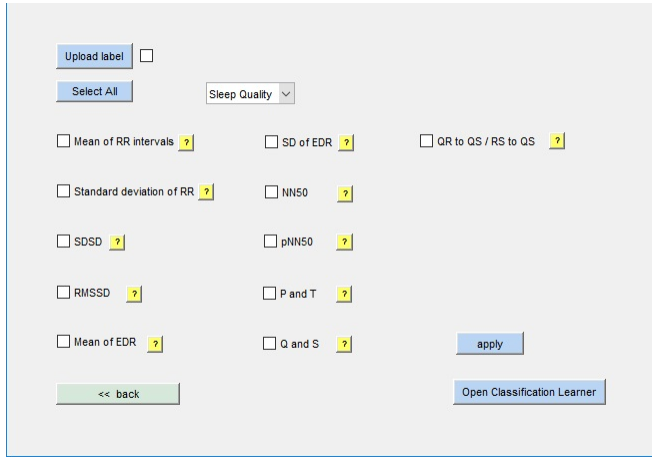 Upload label
Select All
Sleep Quality
Mean of RR intervals ? SD of EDR ? QR to QS / RS to QS ?
Standard deviation of RR ? NN50 ?
SDSD ? pNN50 ?
RMSSD ? P and T ?
Mean of EDR ? Q and S ? apply
<< back Open Classification Learner